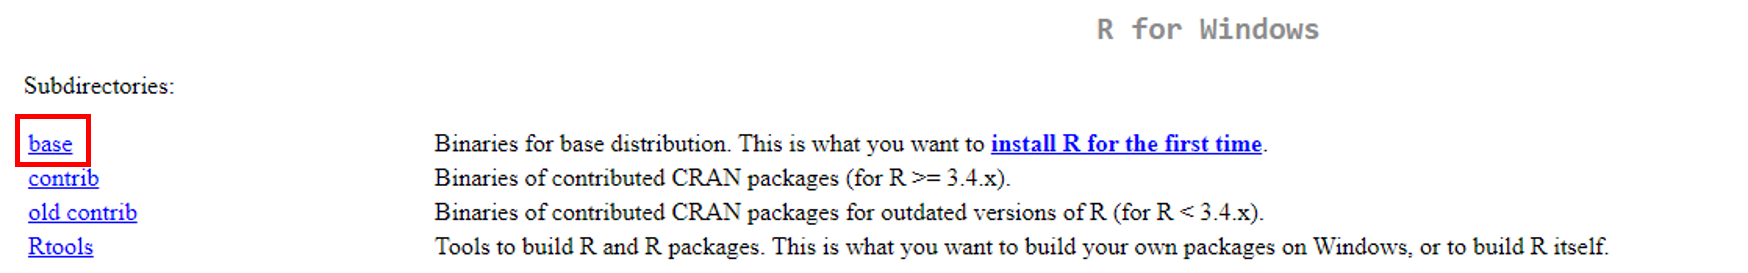 R for Windows
Subdirectories:
base Binaries for base distribution. This is what you want to install R for the first time.
contrib Binaries of contributed CRAN packages (for R >= 3.4.x).
old contrib Binaries of contributed CRAN packages for outdated versions of R (for R < 3.4.x).
Rtools Tools to build R and R packages. This is what you want to build your own packages on Windows, or to build R itself.